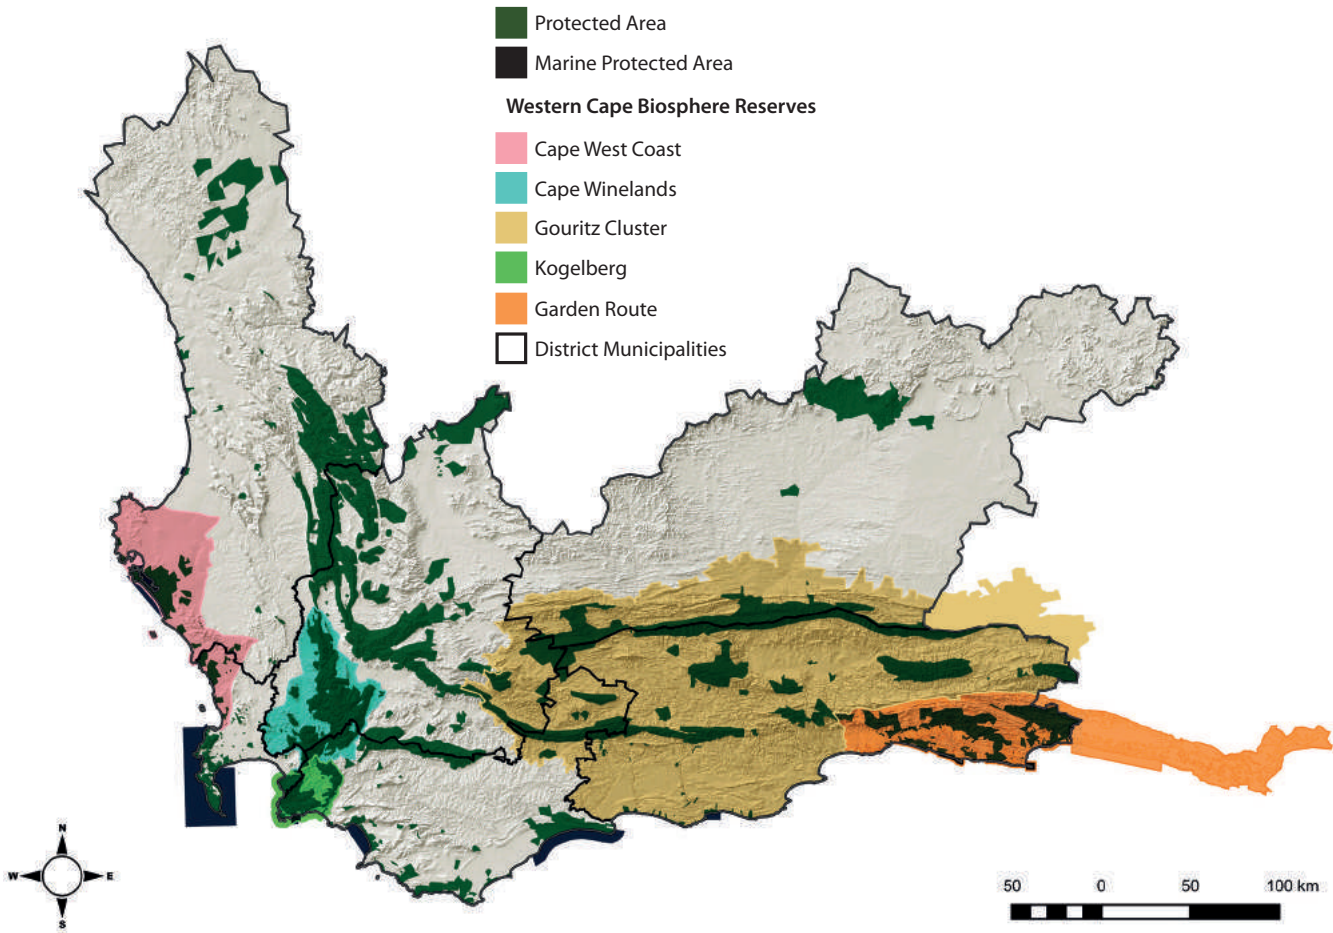 Protected Area
Marine Protected Area
Western Cape Biosphere Reserves
Cape West Coast
Cape Winelands
Gouritz Cluster
Kogelberg
Garden Route
District Municipalities
N
W E
S
50 0 50 100 km